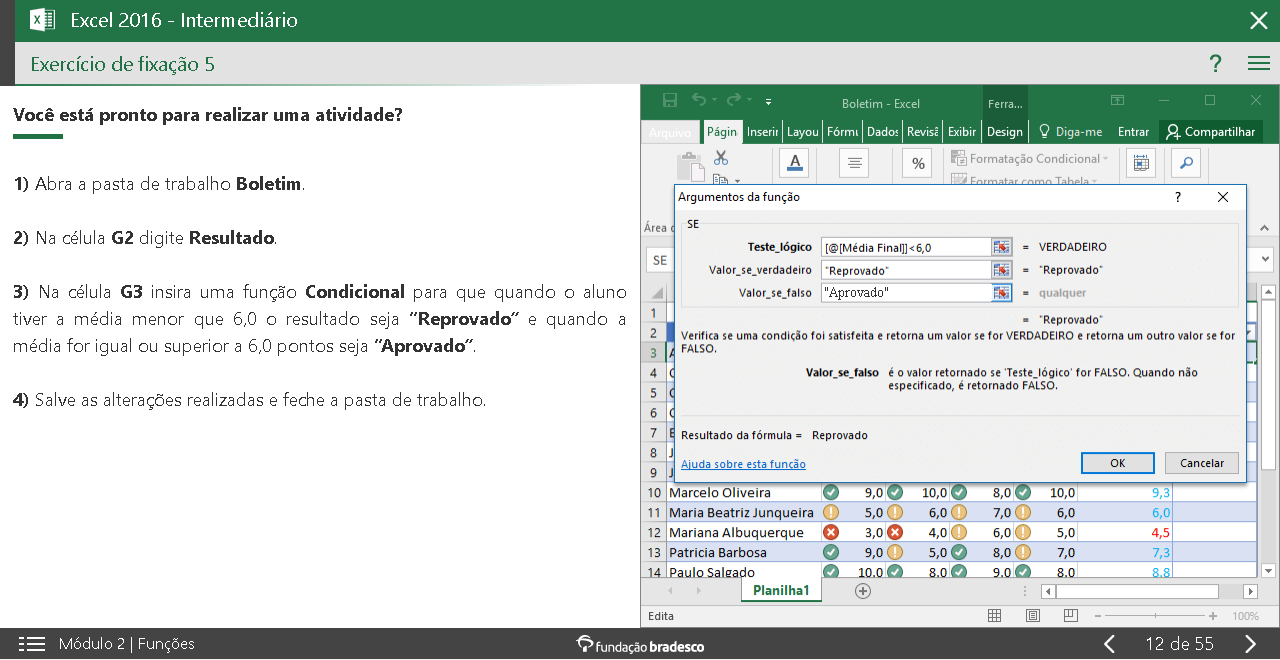 Excel 2016 - Intermediário
Exercício de fixação 5
?
Você está pronto para realizar uma atividade?
1) Abra a pasta de trabalho Boletim.
2) Na célula G2 digite Resultado.
3) Na célula G3 insira uma função Condicional para que quando o aluno
tiver a média menor que 6,0 o resultado seja "Reprovado" e quando a
média for igual ou superior a 6,0 pontos seja "Aprovado".
4) Salve as alterações realizadas e feche a pasta de trabalho.
Boletim - Excel Ferra...
Arquivo Págin Inserir Layou Fórmu Dados Revisã Exibir Design Diga-me Entrar Compartilhar
A % Formatação Condicional
Formatar como Tabela
Área d
SE
Argumentos da função ?
SE
Teste_lógico [@[Média Final]]<6,0 = VERDADEIRO
Valor_se_verdadeiro "Reprovado" = "Reprovado"
Valor_se_falso "Aprovado" = qualquer
= "Reprovado"
Verifica se uma condição foi satisfeita e retorna um valor se for VERDADEIRO e retorna um outro valor se for
FALSO.
Valor_se_falso é o valor retornado se 'Teste_lógico' for FALSO. Quando não
especificado, é retornado FALSO.
Resultado da fórmula = Reprovado
Ajuda sobre esta função OK Cancelar
1
2
3
4
5
6
7
8
9
10 Marcelo Oliveira 9,0 10,0 8,0 10,0 9,3
11 Maria Beatriz Junqueira 5,0 6,0 7,0 6,0 6,0
12 Mariana Albuquerque 3,0 4,0 6,0 5,0 4,5
13 Patricia Barbosa 9,0 5,0 8,0 7,0 7,3
14 Paulo Salgado 10,0 8,0 9,0 8,0 8,8
Planilha1
Edita 100%
Módulo 2 | Funções
fundação bradesco
12 de 55